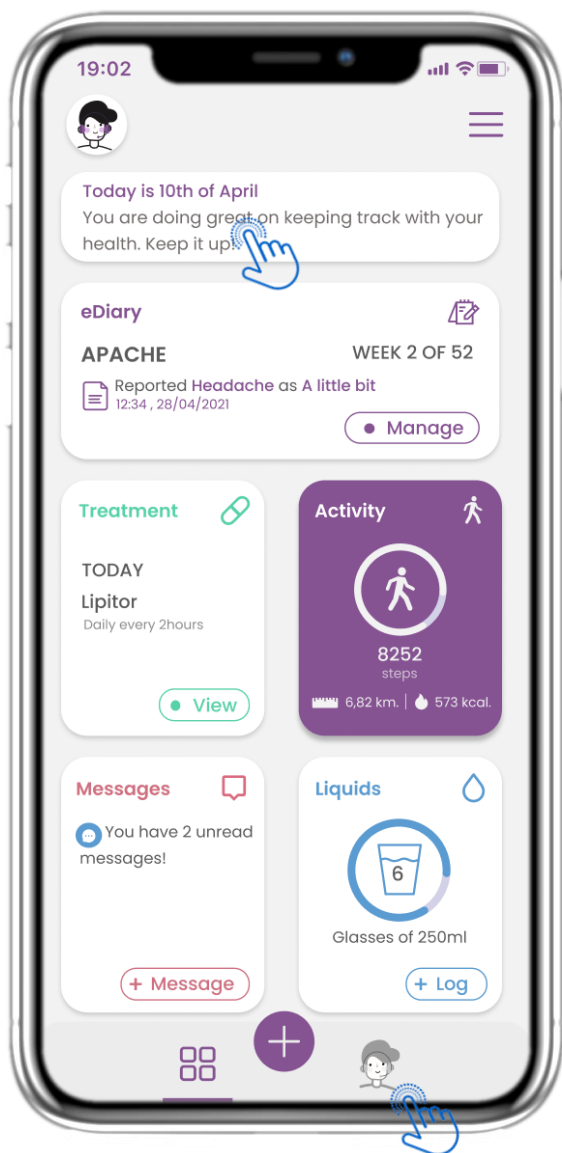 19:02
Today is 10th of April
You are doing great on keeping track with your
health. Keep it up!
eDiary
APACHE
WEEK 2 OF 52
Reported Headache as A little bit
12:34 , 28/04/2021
Manage
Treatment
TODAY
Lipitor
Daily every 2hours
View
Activity
8252
steps
6,82 km. | 573 kcal.
Messages
You have 2 unread
messages!
+ Message
Liquids
6
Glasses of 250ml
+ Log